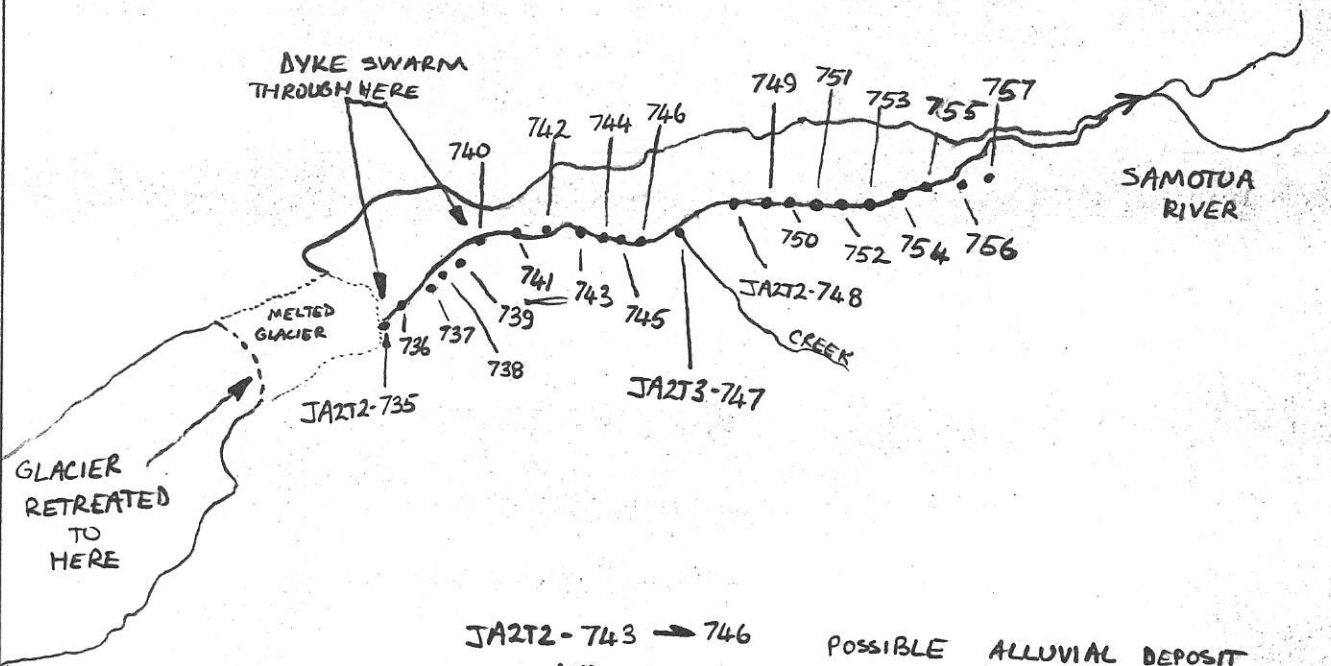 DYKE SWARM
THROUGH HERE
740
742
744
746
749
751
753
755
757
SAMOTUA
RIVER
MELTED
GLACIER
736
737
738
739
741
743
745
JA2T3-747
JA2T2-748
750
752
754
756
CREEK
JA2T2-735
GLACIER
RETREATED
TO
HERE
JA2T2-743 → 746
POSSIBLE ALLUVIAL DEPOSIT